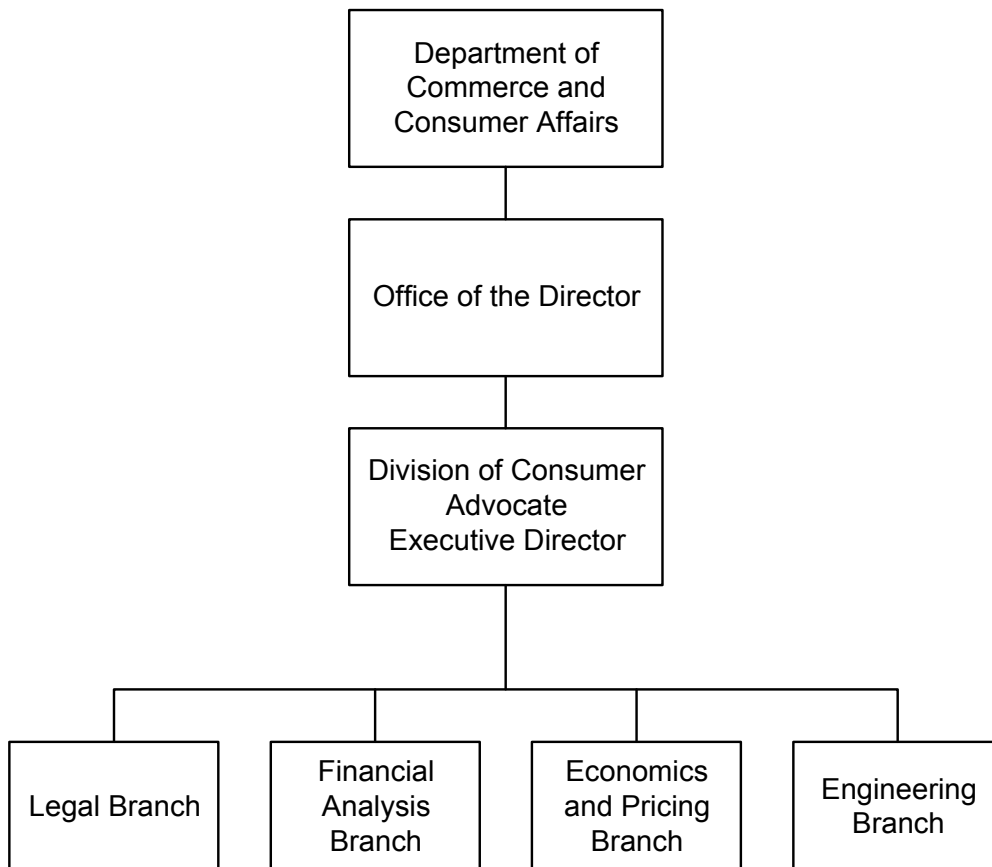 Department of
Commerce and
Consumer Affairs
Office of the Director
Division of Consumer
Advocate
Executive Director
Legal Branch
Financial
Analysis
Branch
Economics
and Pricing
Branch
Engineering
Branch